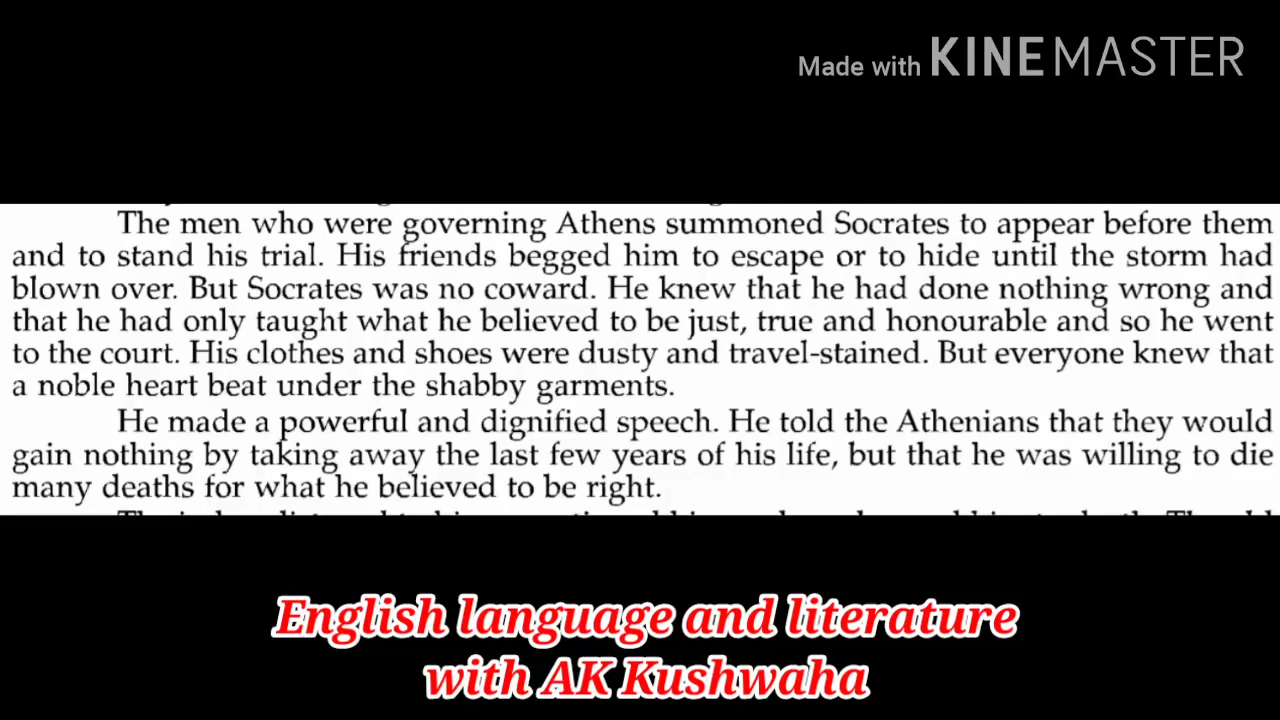 Made with KINEMASTER
The men who were governing Athens summoned Socrates to appear before them
and to stand his trial. His friends begged him to escape or to hide until the storm had
blown over. But Socrates was no coward. He knew that he had done nothing wrong and
that he had only taught what he believed to be just, true and honourable and so he went
to the court. His clothes and shoes were dusty and travel-stained. But everyone knew that
a noble heart beat under the shabby garments.
He made a powerful and dignified speech. He told the Athenians that they would
gain nothing by taking away the last few years of his life, but that he was willing to die
many deaths for what he believed to be right.
English language and literature
with AK Kushwaha